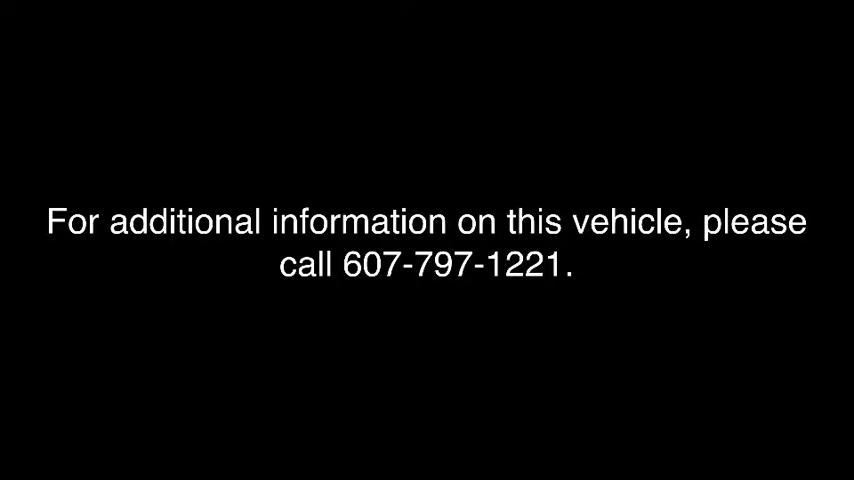 For additional information on this vehicle, please
call 607-797-1221.